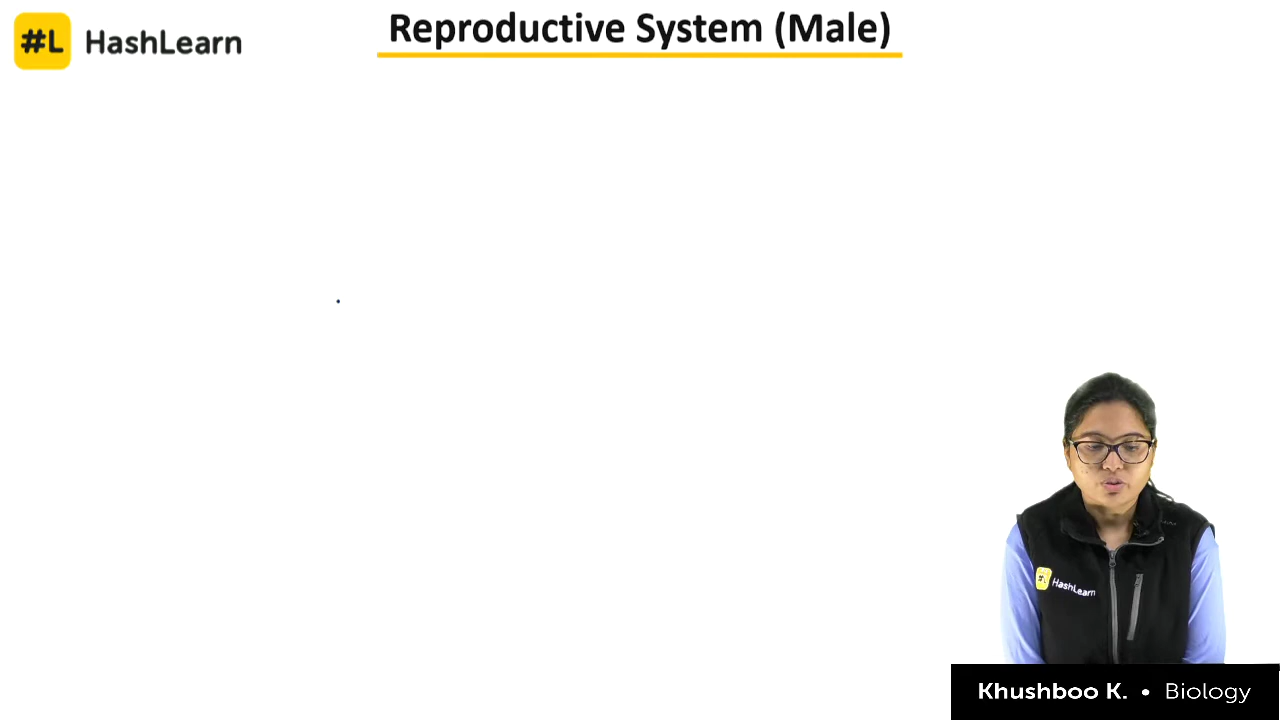 #L HashLearn
Reproductive System (Male)
#L HashLearn
Khushboo K. • Biology